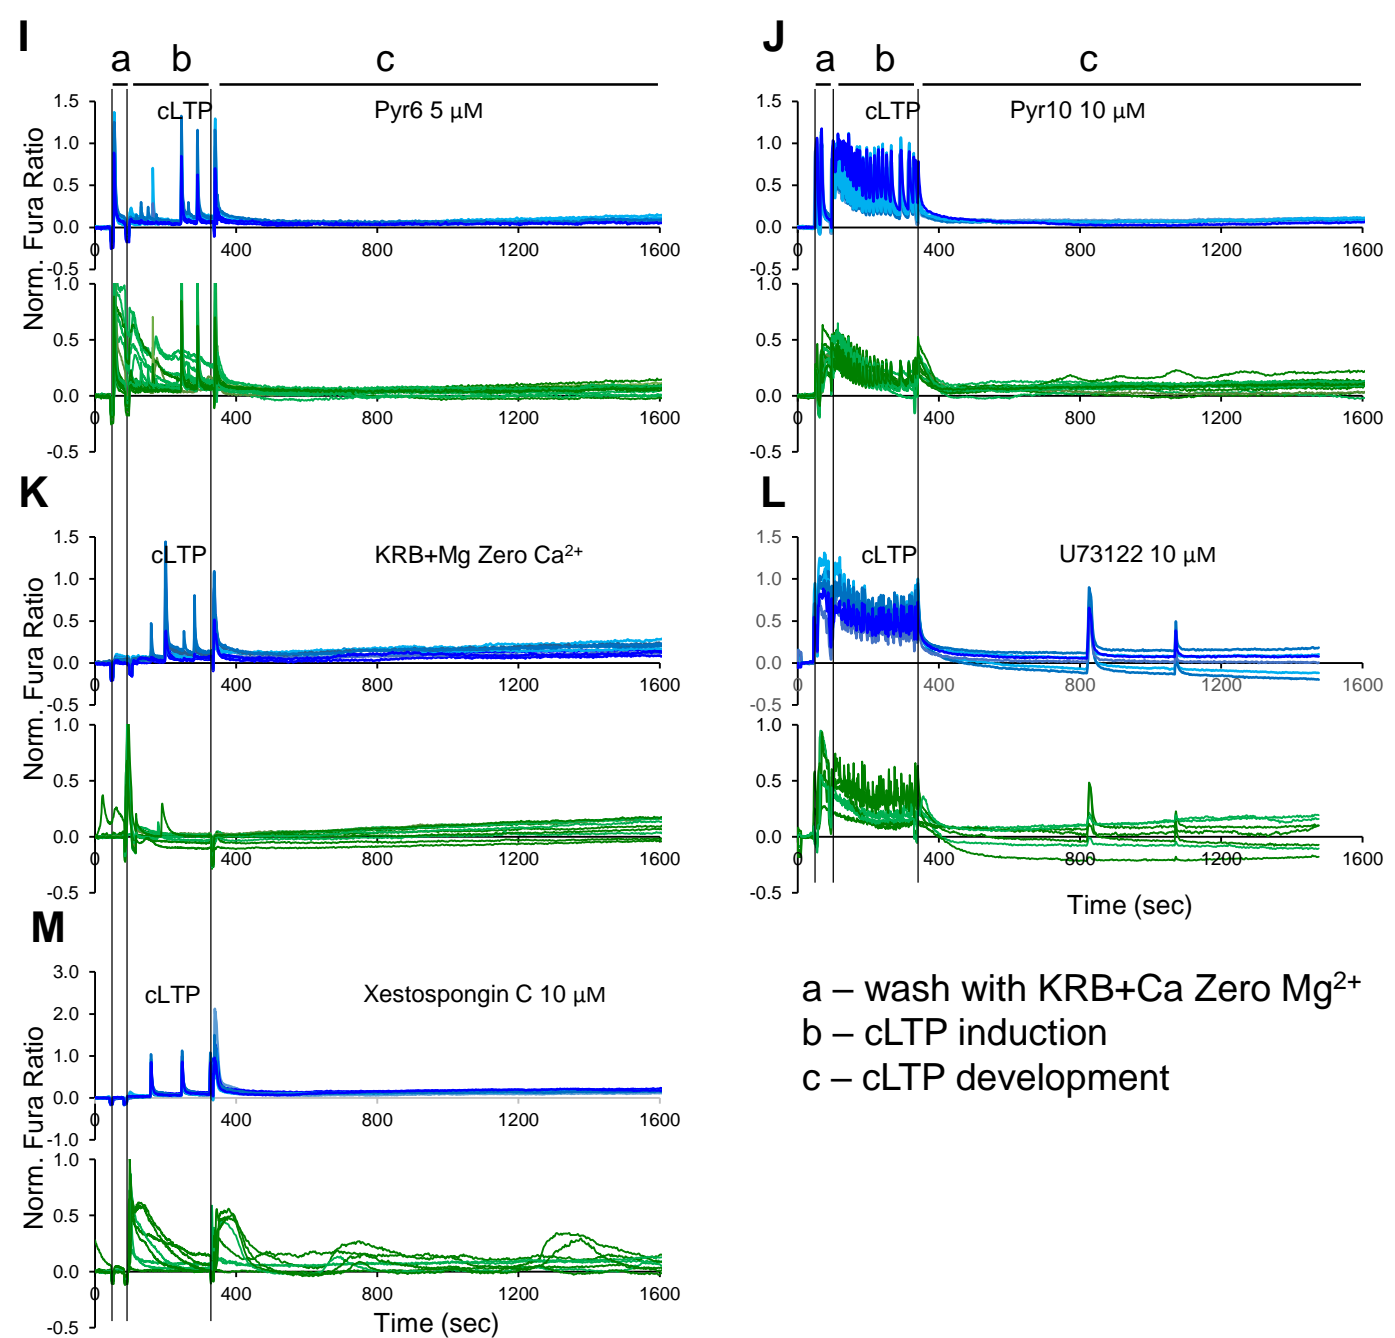 I
a b c
cLTP
Pyr6 5 μM
Norm. Fura Ratio
1.5
1.0
0.5
0.0
-0.5
0 400 800 1200 1600
1.0
0.5
0.0
-0.5
0 400 800 1200 1600
J
a b c
cLTP
Pyr10 10 μM
1.5
1.0
0.5
0.0
-0.5
0 400 800 1200 1600
1.0
0.5
0.0
-0.5
0 400 800 1200 1600
K
cLTP
KRB+Mg Zero Ca²⁺
Norm. Fura Ratio
1.5
1.0
0.5
0.0
-0.5
0 400 800 1200 1600
1.0
0.5
0.0
-0.5
0 400 800 1200 1600
L
cLTP
U73122 10 μM
1.5
1.0
0.5
0.0
-0.5
0 400 800 1200 1600
1.0
0.5
0.0
-0.5
0 400 800 1200 1600
Time (sec)
M
cLTP
Xestospongin C 10 μM
Norm. Fura Ratio
3.0
2.0
1.0
0.0
-1.0
0 400 800 1200 1600
1.0
0.5
0.0
-0.5
0 400 800 1200 1600
Time (sec)
a – wash with KRB+Ca Zero Mg²⁺
b – cLTP induction
c – cLTP development